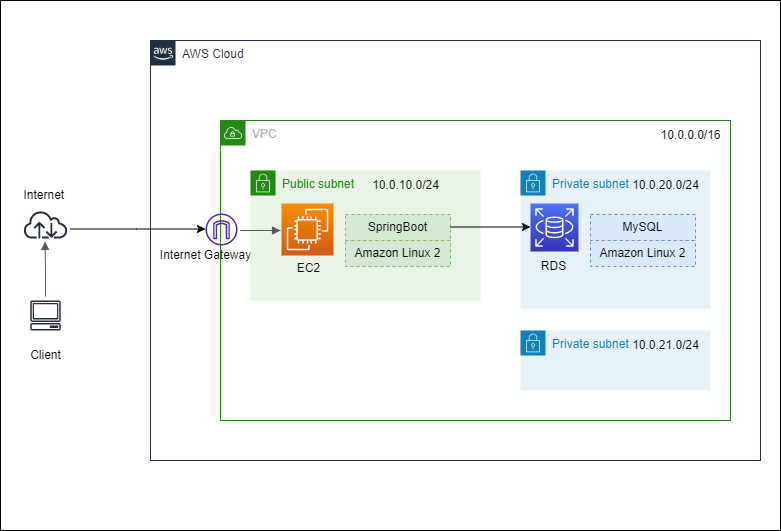 aws
AWS Cloud
VPC
10.0.0.0/16
Public subnet
10.0.10.0/24
Private subnet
10.0.20.0/24
Internet
SpringBoot
MySQL
Internet Gateway
Amazon Linux 2
Amazon Linux 2
EC2
RDS
Private subnet
10.0.21.0/24
Client